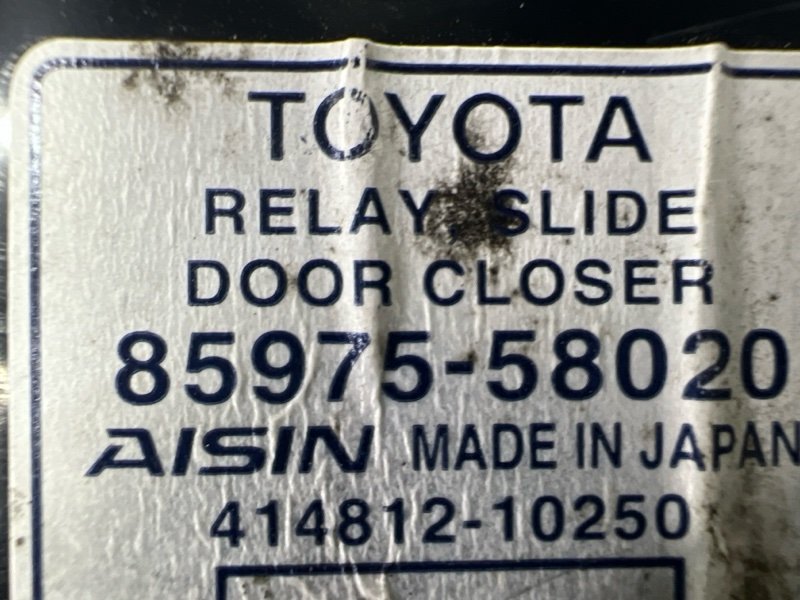 TOYOTA
RELAY, SLIDE
DOOR CLOSER
85975-58020
AISIN MADE IN JAPAN
414812-10250